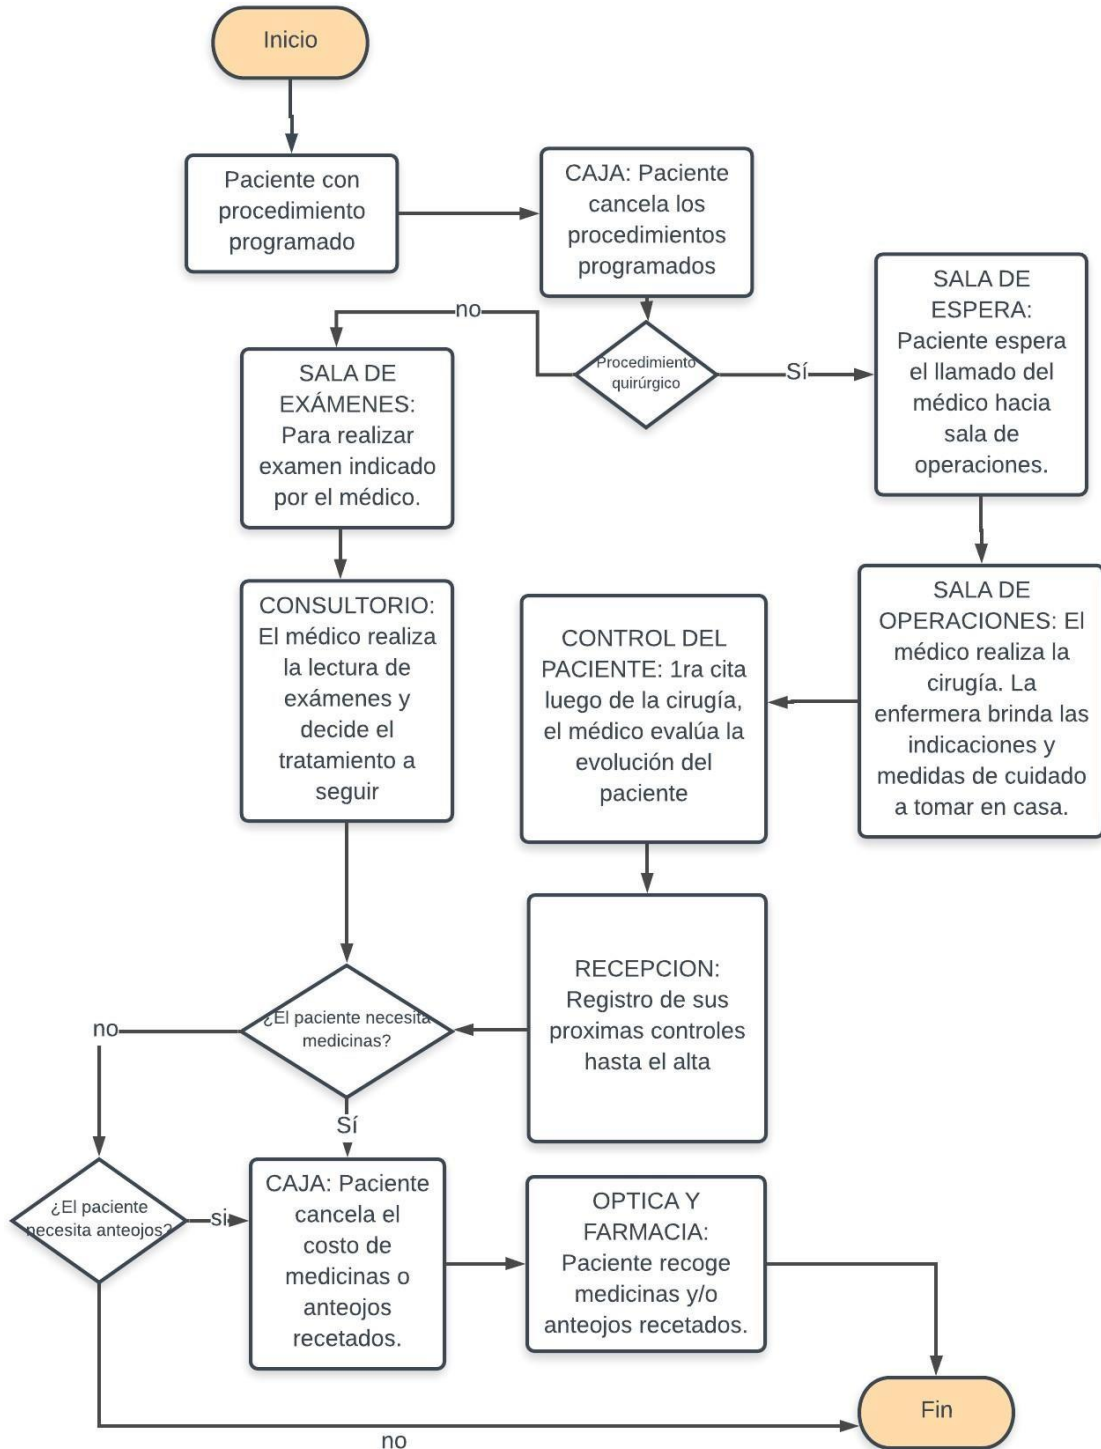 Inicio
Paciente con
procedimiento
programado
CAJA: Paciente
cancela los
procedimientos
programados
Procedimiento
quirúrgico
no
Sí
SALA DE
ESPERA:
Paciente espera
el llamado del
médico hacia
sala de
operaciones.
SALA DE
EXÁMENES:
Para realizar
examen indicado
por el médico.
CONSULTORIO:
El médico realiza
la lectura de
exámenes y
decide el
tratamiento a
seguir
SALA DE
OPERACIONES: El
médico realiza la
cirugía. La
enfermera brinda las
indicaciones y
medidas de cuidado
a tomar en casa.
CONTROL DEL
PACIENTE: 1ra cita
luego de la cirugía,
el médico evalúa la
evolución del
paciente
RECEPCION:
Registro de sus
proximas controles
hasta el alta
¿El paciente necesita
medicinas?
no
Sí
¿El paciente
necesita anteojos?
si
CAJA: Paciente
cancela el
costo de
medicinas o
anteojos
recetados.
OPTICA Y
FARMACIA:
Paciente recoge
medicinas y/o
anteojos recetados.
no
Fin